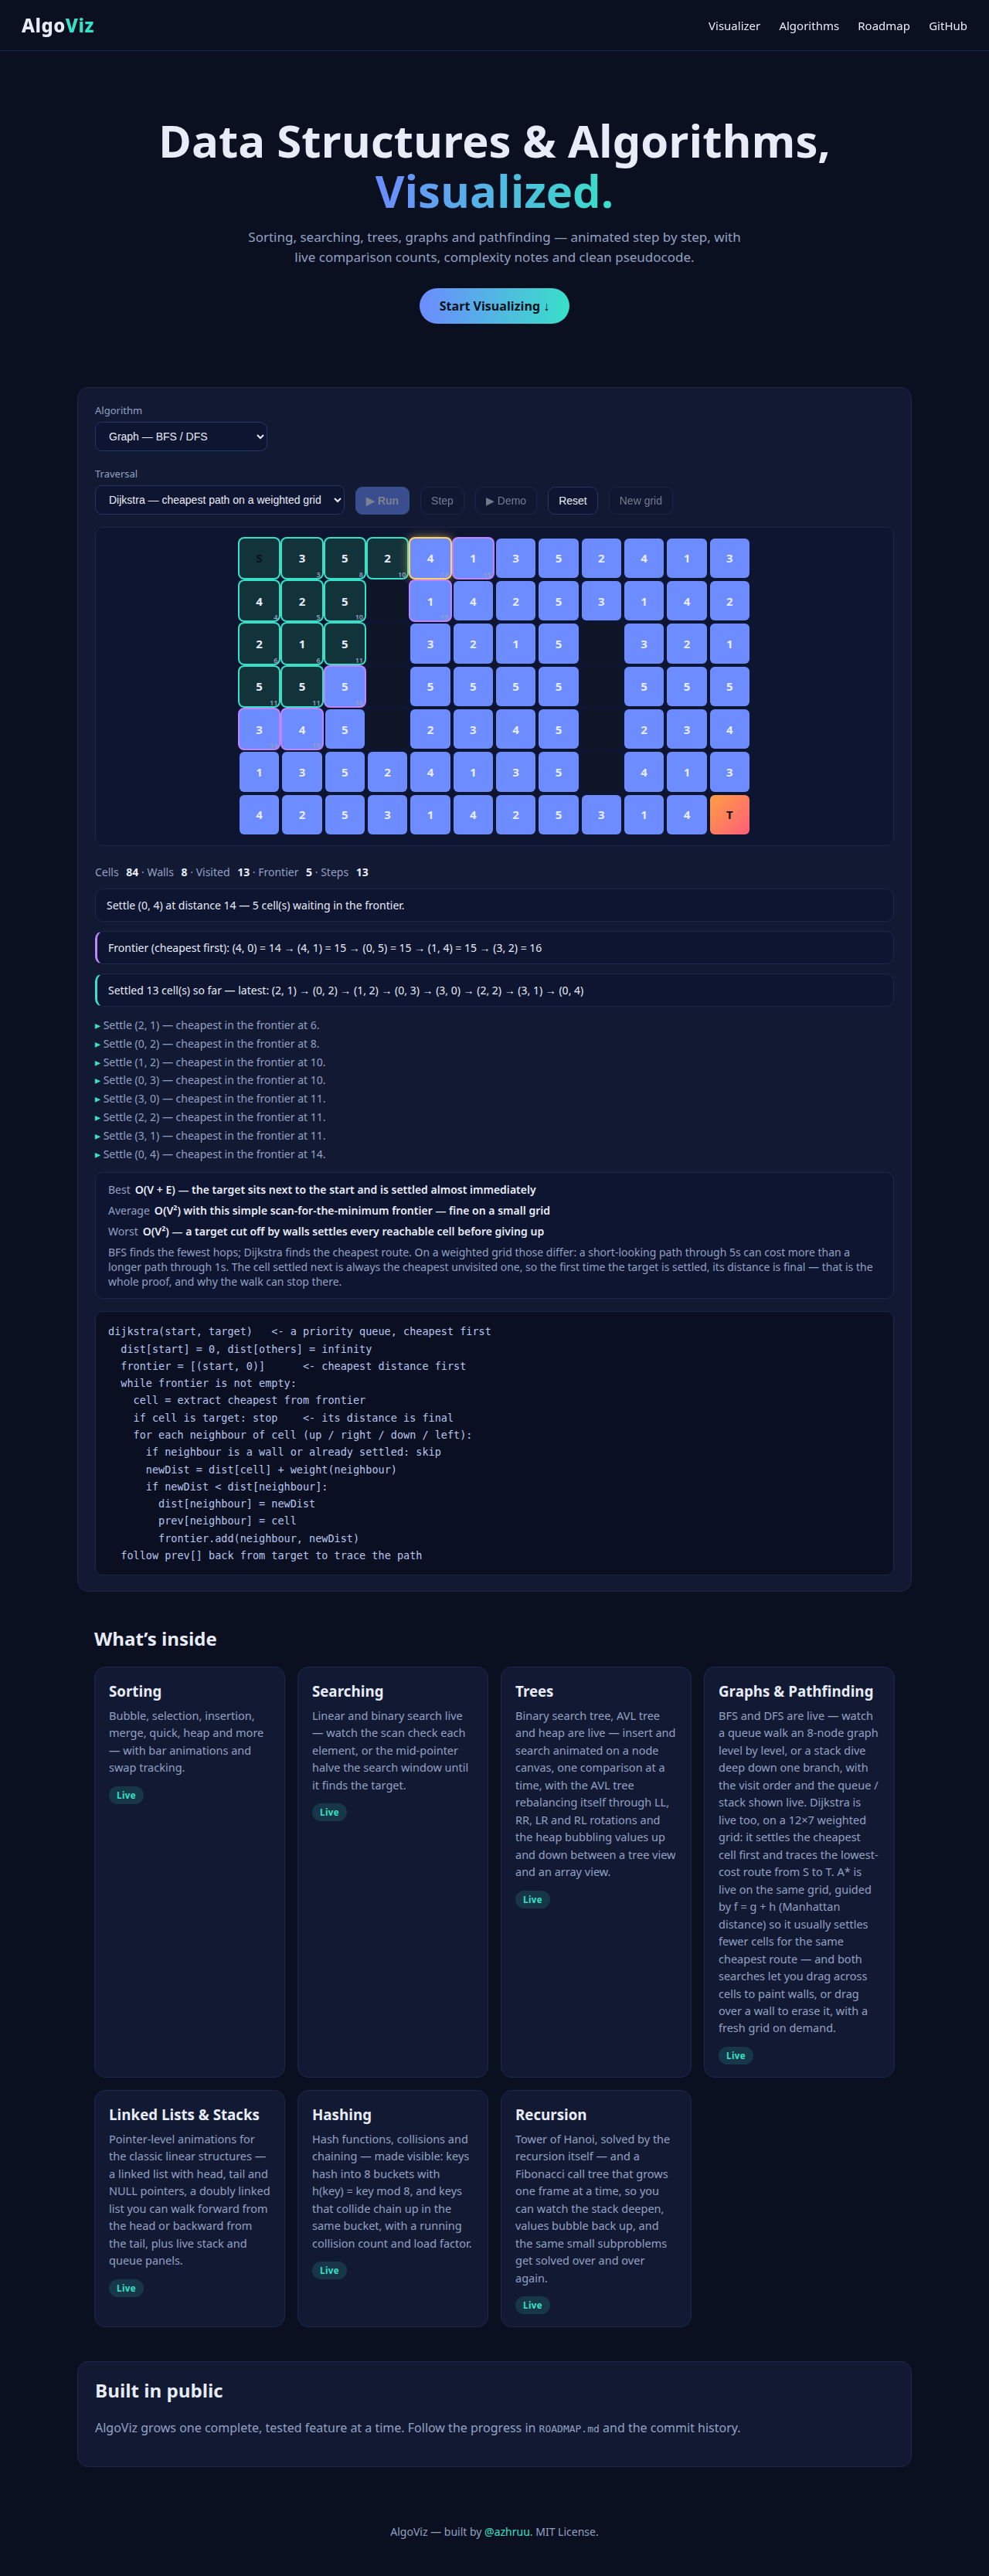 AlgoViz
Visualizer Algorithms Roadmap GitHub
Data Structures & Algorithms,
Visualized.
Sorting, searching, trees, graphs and pathfinding — animated step by step, with
live comparison counts, complexity notes and clean pseudocode.
Start Visualizing ↓
Algorithm
Graph — BFS / DFS
Traversal
Dijkstra — cheapest path on a weighted grid
▶ Run Step ▶ Demo Reset New grid
S 3 5 2 4 1 3 5 2 4 1 3
3 8 10
4 2 5 1 4 2 5 3 1 4 2
4 5 10
2 1 5 3 2 1 5 3 2 1
6 6 11
5 5 5 5 5 5 5 5 5 5
11 11
3 4 5 2 3 4 5 2 3 4
1 3 5 2 4 1 3 5 4 1 3
4 2 5 3 1 4 2 5 3 1 4 T
Cells 84 · Walls 8 · Visited 13 · Frontier 5 · Steps 13
Settle (0, 4) at distance 14 — 5 cell(s) waiting in the frontier.
Frontier (cheapest first): (4, 0) = 14 → (4, 1) = 15 → (0, 5) = 15 → (1, 4) = 15 → (3, 2) = 16
Settled 13 cell(s) so far — latest: (2, 1) → (0, 2) → (1, 2) → (0, 3) → (3, 0) → (2, 2) → (3, 1) → (0, 4)
▸ Settle (2, 1) — cheapest in the frontier at 6.
▸ Settle (0, 2) — cheapest in the frontier at 8.
▸ Settle (1, 2) — cheapest in the frontier at 10.
▸ Settle (0, 3) — cheapest in the frontier at 10.
▸ Settle (3, 0) — cheapest in the frontier at 11.
▸ Settle (2, 2) — cheapest in the frontier at 11.
▸ Settle (3, 1) — cheapest in the frontier at 11.
▸ Settle (0, 4) — cheapest in the frontier at 14.
Best O(V + E) — the target sits next to the start and is settled almost immediately
Average O(V²) with this simple scan-for-the-minimum frontier — fine on a small grid
Worst O(V²) — a target cut off by walls settles every reachable cell before giving up
BFS finds the fewest hops; Dijkstra finds the cheapest route. On a weighted grid those differ: a short-looking path through 5s can cost more than a
longer path through 1s. The cell settled next is always the cheapest unvisited one, so the first time the target is settled, its distance is final — that is the
whole proof, and why the walk can stop there.
dijkstra(start, target)   <- a priority queue, cheapest first
  dist[start] = 0, dist[others] = infinity
  frontier = [(start, 0)]      <- cheapest distance first
  while frontier is not empty:
    cell = extract cheapest from frontier
    if cell is target: stop    <- its distance is final
    for each neighbour of cell (up / right / down / left):
      if neighbour is a wall or already settled: skip
      newDist = dist[cell] + weight(neighbour)
      if newDist < dist[neighbour]:
        dist[neighbour] = newDist
        prev[neighbour] = cell
        frontier.add(neighbour, newDist)
  follow prev[] back from target to trace the path
What's inside
Sorting
Bubble, selection, insertion,
merge, quick, heap and more
— with bar animations and
swap tracking.
Live
Searching
Linear and binary search live
— watch the scan check each
element, or the mid-pointer
halve the search window until
it finds the target.
Live
Trees
Binary search tree, AVL tree
and heap are live — insert and
search animated on a node
canvas, one comparison at a
time, with the AVL tree
rebalancing itself through LL,
RR, LR and RL rotations and
the heap bubbling values up
and down between a tree view
and an array view.
Live
Graphs & Pathfinding
BFS and DFS are live — watch
a queue walk an 8-node graph
level by level, or a stack dive
deep down one branch, with
the visit order and the queue /
stack shown live. Dijkstra is
live too, on a 12×7 weighted
grid: it settles the cheapest
cell first and traces the lowest-
cost route from S to T. A* is
live on the same grid, guided
by f = g + h (Manhattan
distance) so it usually settles
fewer cells for the same
cheapest route — and both
searches let you drag across
cells to paint walls, or drag
over a wall to erase it, with a
fresh grid on demand.
Live
Linked Lists & Stacks
Pointer-level animations for
the classic linear structures —
a linked list with head, tail and
NULL pointers, a doubly linked
list you can walk forward from
the head or backward from
the tail, plus live stack and
queue panels.
Live
Hashing
Hash functions, collisions and
chaining — made visible: keys
hash into 8 buckets with
h(key) = key mod 8, and keys
that collide chain up in the
same bucket, with a running
collision count and load factor.
Live
Recursion
Tower of Hanoi, solved by the
recursion itself — and a
Fibonacci call tree that grows
one frame at a time, so you
can watch the stack deepen,
values bubble back up, and
the same small subproblems
get solved over and over
again.
Live
Built in public
AlgoViz grows one complete, tested feature at a time. Follow the progress in ROADMAP.md and the commit history.
AlgoViz — built by @azhruu. MIT License.